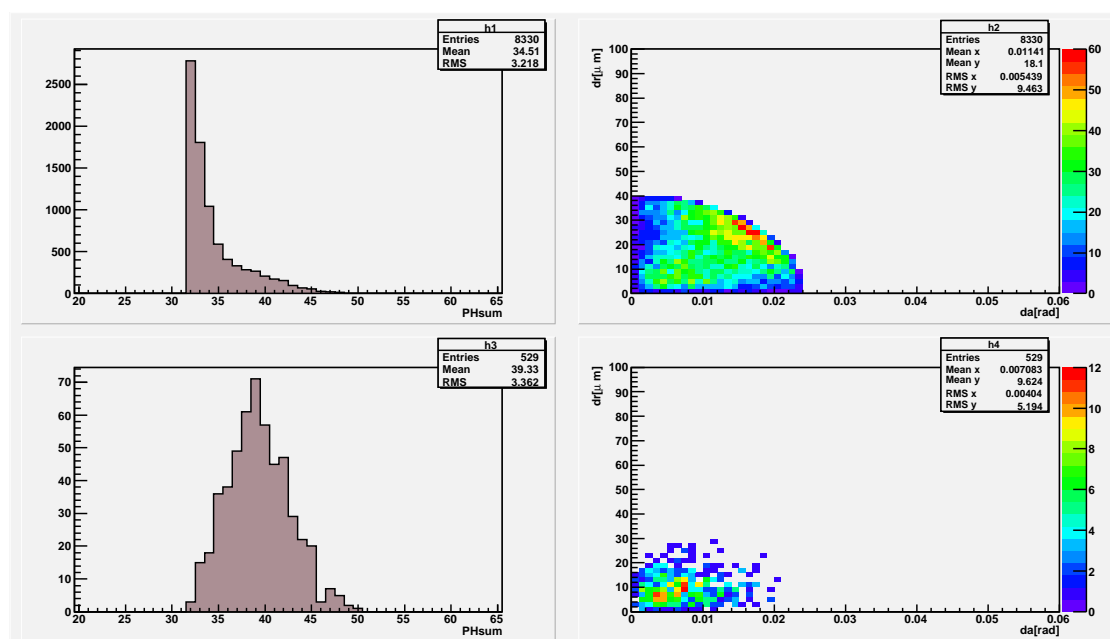 h1
Entries 8330
Mean 34.51
RMS 3.218
2500
2000
1500
1000
500
0
20 25 30 35 40 45 50 55 60 65
PHsum
h2
Entries 8330
Mean x 0.01141
Mean y 18.1
RMS x 0.005439
RMS y 9.463
dr[μ m]
100
90
80
70
60
50
40
30
20
10
0
0 0.01 0.02 0.03 0.04 0.05 0.06
da[rad]
60
50
40
30
20
10
0
h3
Entries 529
Mean 39.33
RMS 3.362
70
60
50
40
30
20
10
0
20 25 30 35 40 45 50 55 60 65
PHsum
h4
Entries 529
Mean x 0.007083
Mean y 9.624
RMS x 0.00404
RMS y 5.194
dr[μ m]
100
90
80
70
60
50
40
30
20
10
0
0 0.01 0.02 0.03 0.04 0.05 0.06
da[rad]
12
10
8
6
4
2
0